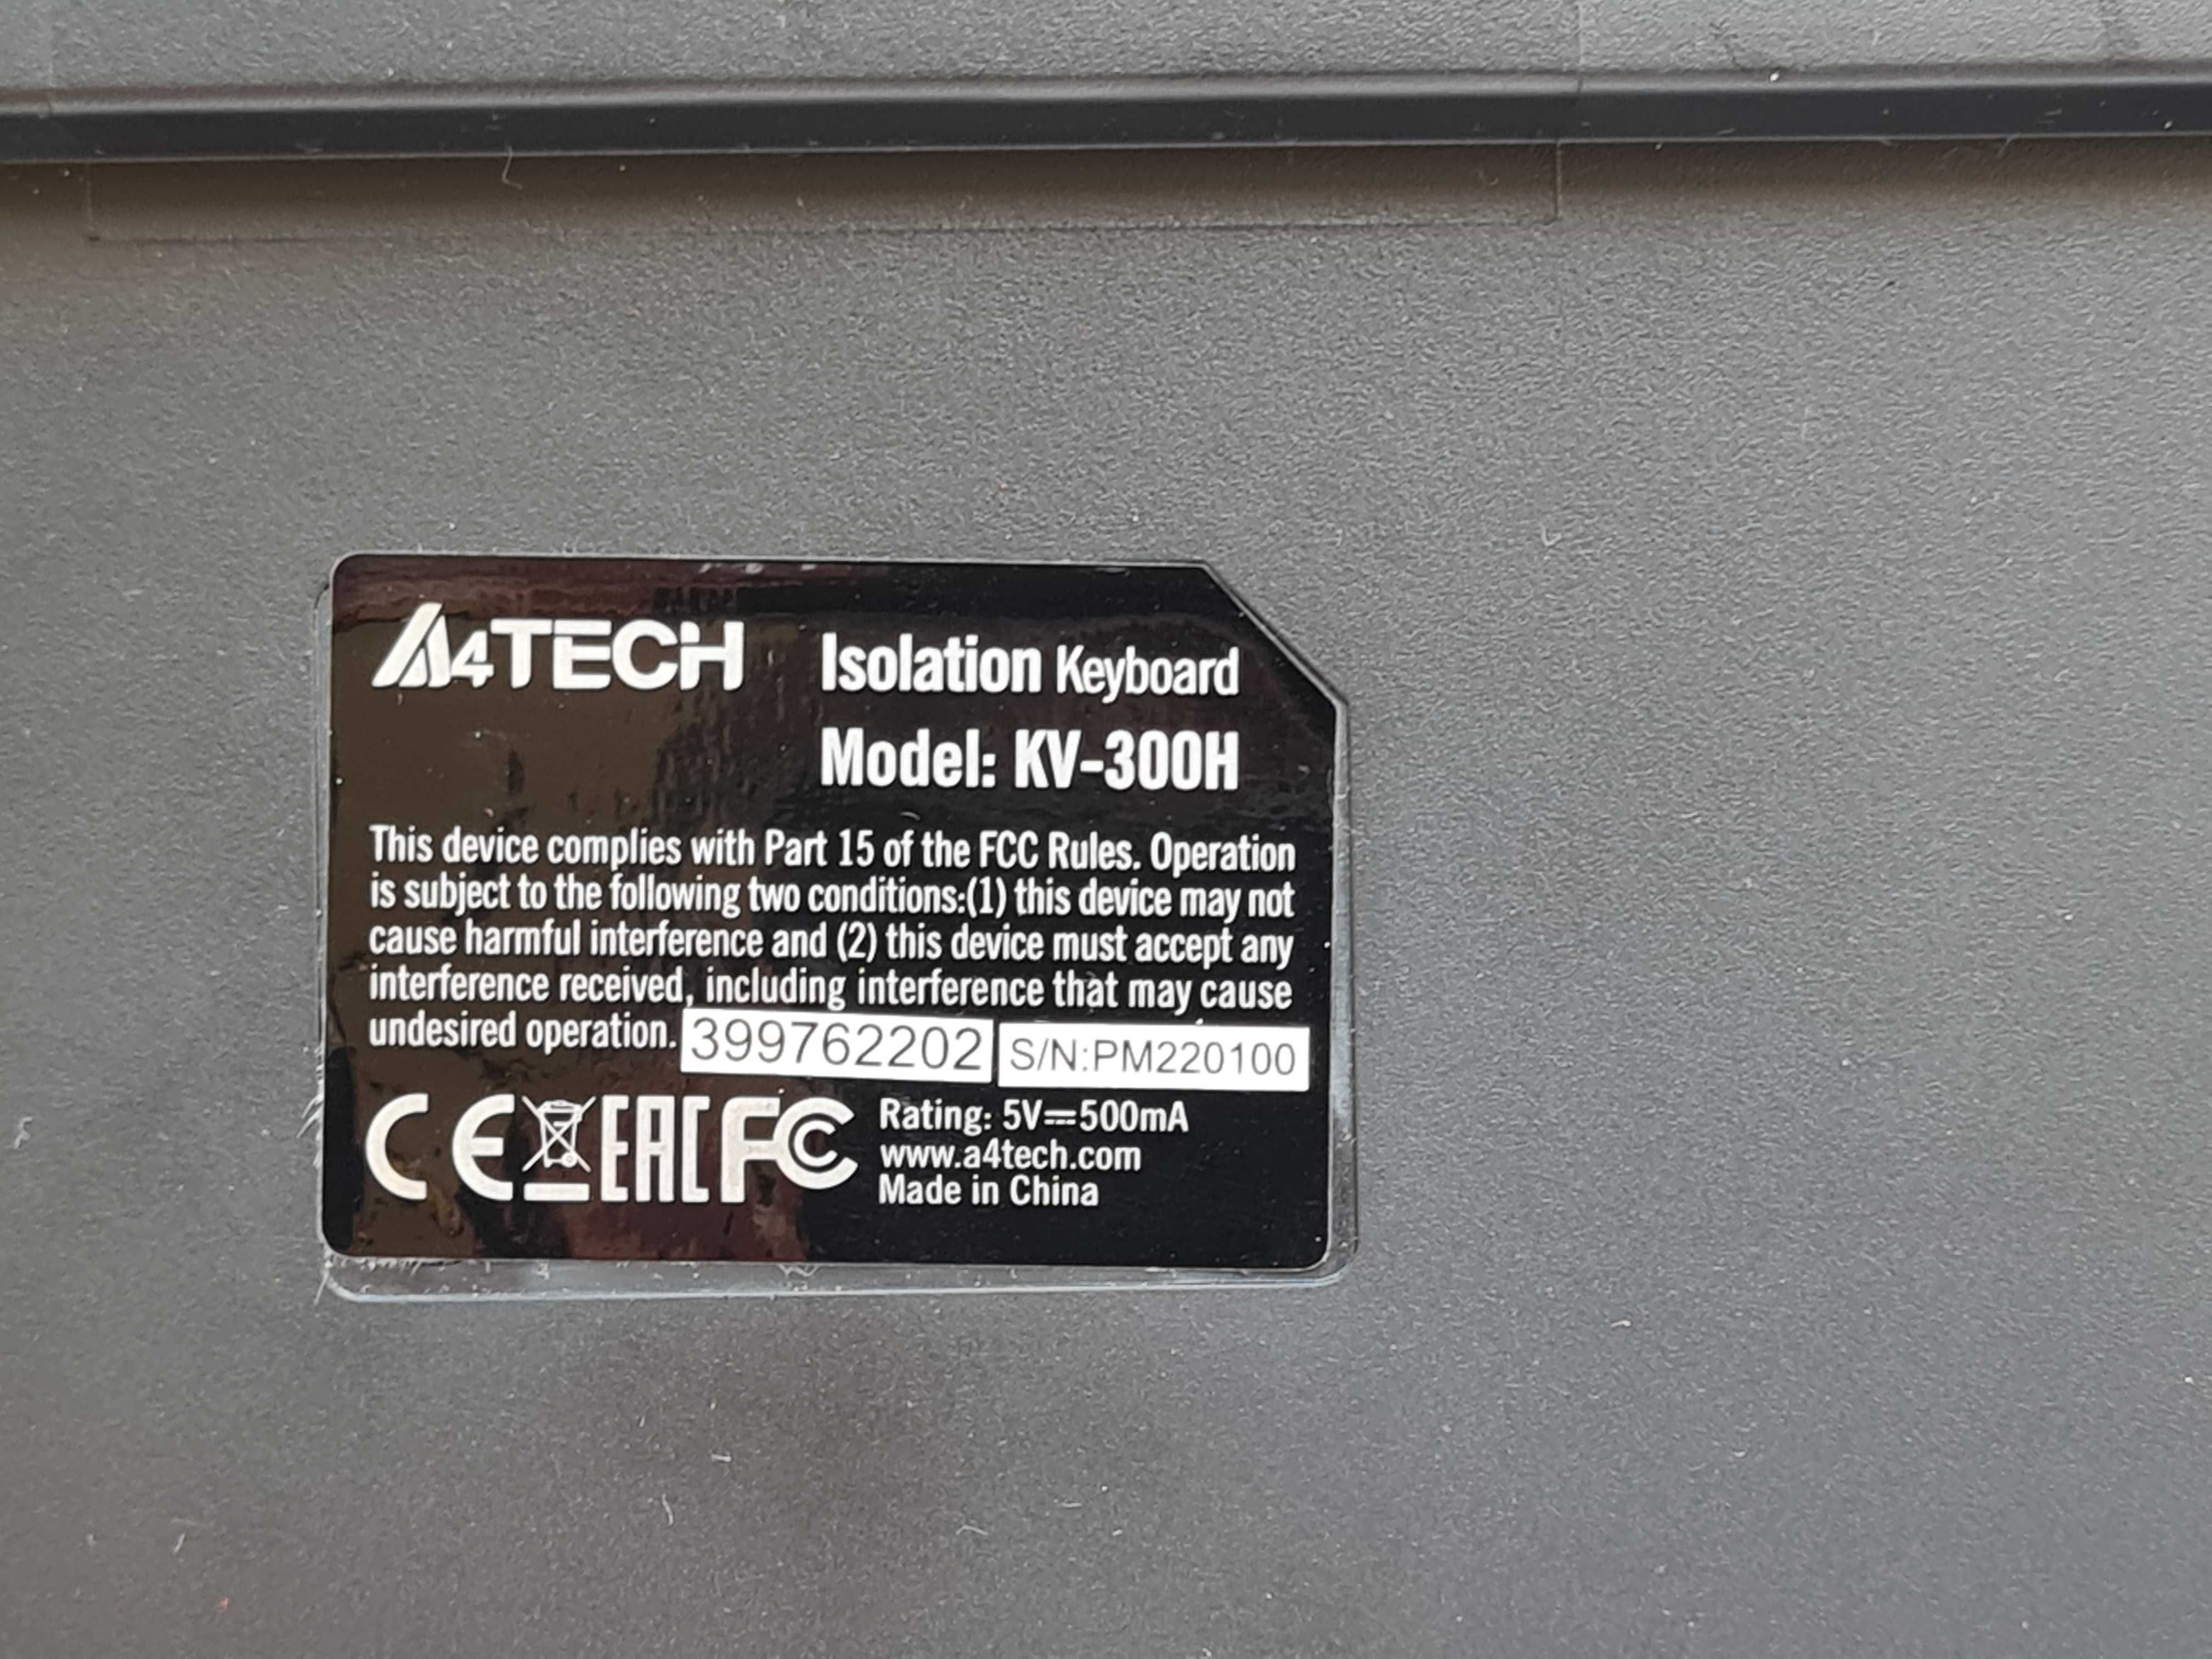 A4TECH Isolation Keyboard
Model: KV-300H
This device complies with Part 15 of the FCC Rules. Operation
is subject to the following two conditions:(1) this device may not
cause harmful interference and (2) this device must accept any
interference received, including interference that may cause
undesired operation. 399762202 S/N:PM220100
CE EAC FC Rating: 5V⎓500mA
www.a4tech.com
Made in China